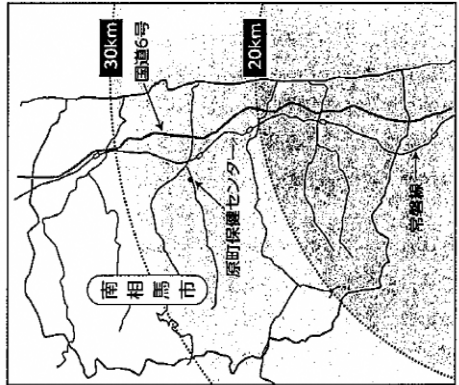 30km
国道6号
20km
原町保健センター
南相馬市
常磐線